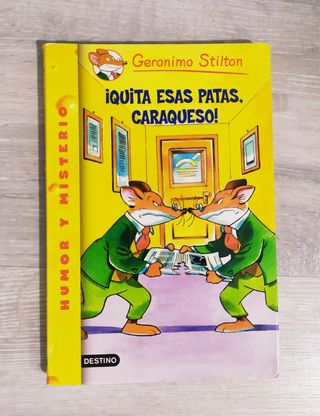 Geronimo Stilton
¡QUITA ESAS PATAS,
CARAQUESO!
HUMOR Y MISTERIO
DESTINO